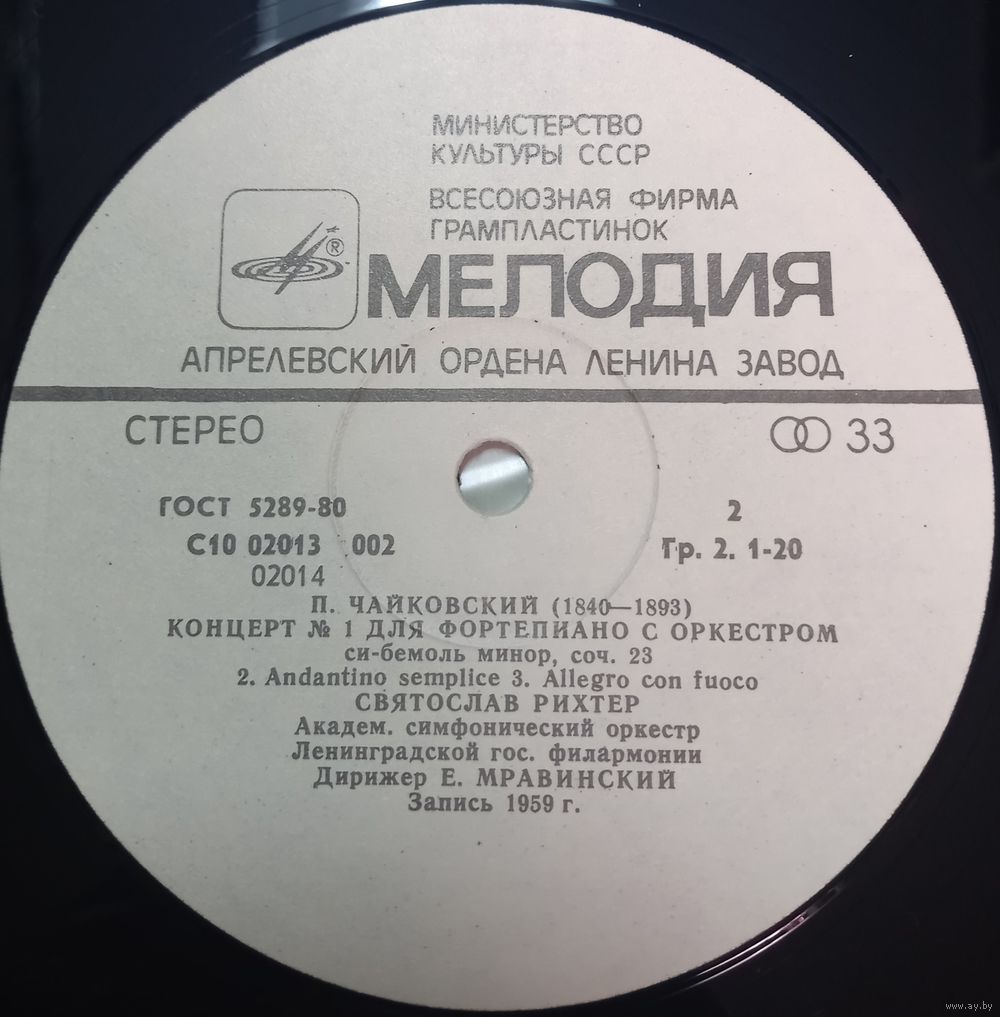 МИНИСТЕРСТВО
КУЛЬТУРЫ СССР
ВСЕСОЮЗНАЯ ФИРМА
ГРАМПЛАСТИНОК
®
МЕЛОДИЯ
АПРЕЛЕВСКИЙ ОРДЕНА ЛЕНИНА ЗАВОД
СТЕРЕО 33
ГОСТ 5289-80 2
С10 02013 002 Гр. 2. 1-20
02014
П. ЧАЙКОВСКИЙ (1840—1893)
КОНЦЕРТ № 1 ДЛЯ ФОРТЕПИАНО С ОРКЕСТРОМ
си-бемоль минор, соч. 23
2. Andantino semplice 3. Allegro con fuoco
СВЯТОСЛАВ РИХТЕР
Академ. симфонический оркестр
Ленинградской гос. филармонии
Дирижер Е. МРАВИНСКИЙ
Запись 1959 г.
www.ay.by